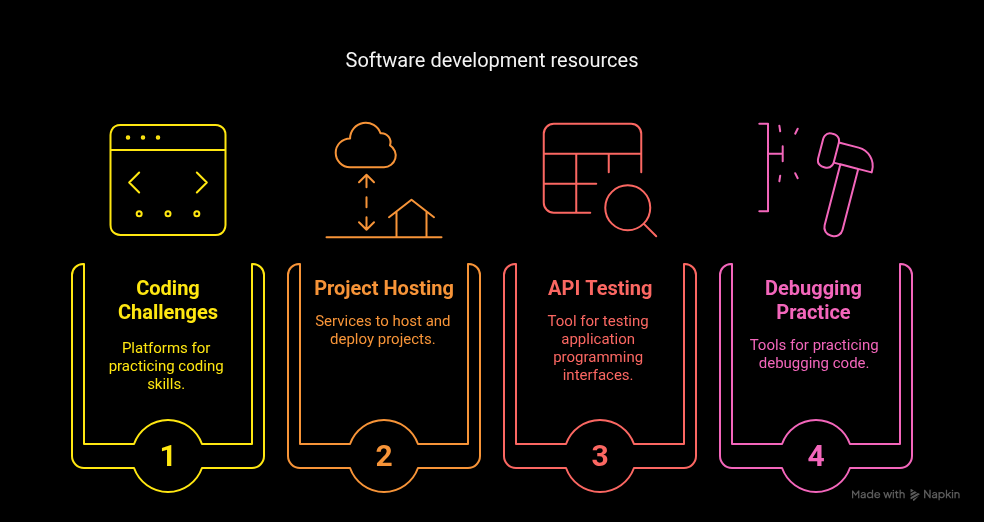 Software development resources
Coding
Challenges
Platforms for
practicing coding
skills.
1
Project Hosting
Services to host and
deploy projects.
2
API Testing
Tool for testing
application
programming
interfaces.
3
Debugging
Practice
Tools for practicing
debugging code.
4
Made with Napkin